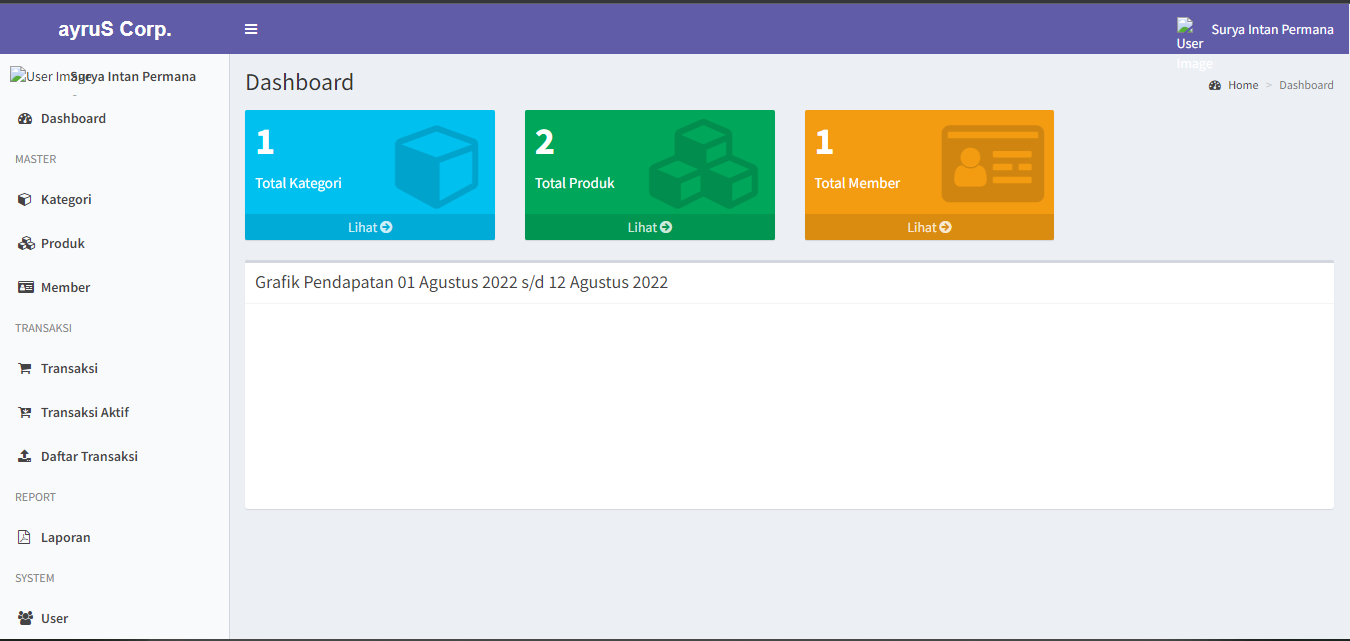 ayruS Corp.
User Image
Surya Intan Permana
User Image
Surya Intan Permana
Dashboard
MASTER
Kategori
Produk
Member
TRANSAKSI
Transaksi
Transaksi Aktif
Daftar Transaksi
REPORT
Laporan
SYSTEM
User
Dashboard
Home > Dashboard
1
Total Kategori
Lihat
2
Total Produk
Lihat
1
Total Member
Lihat
Grafik Pendapatan 01 Agustus 2022 s/d 12 Agustus 2022